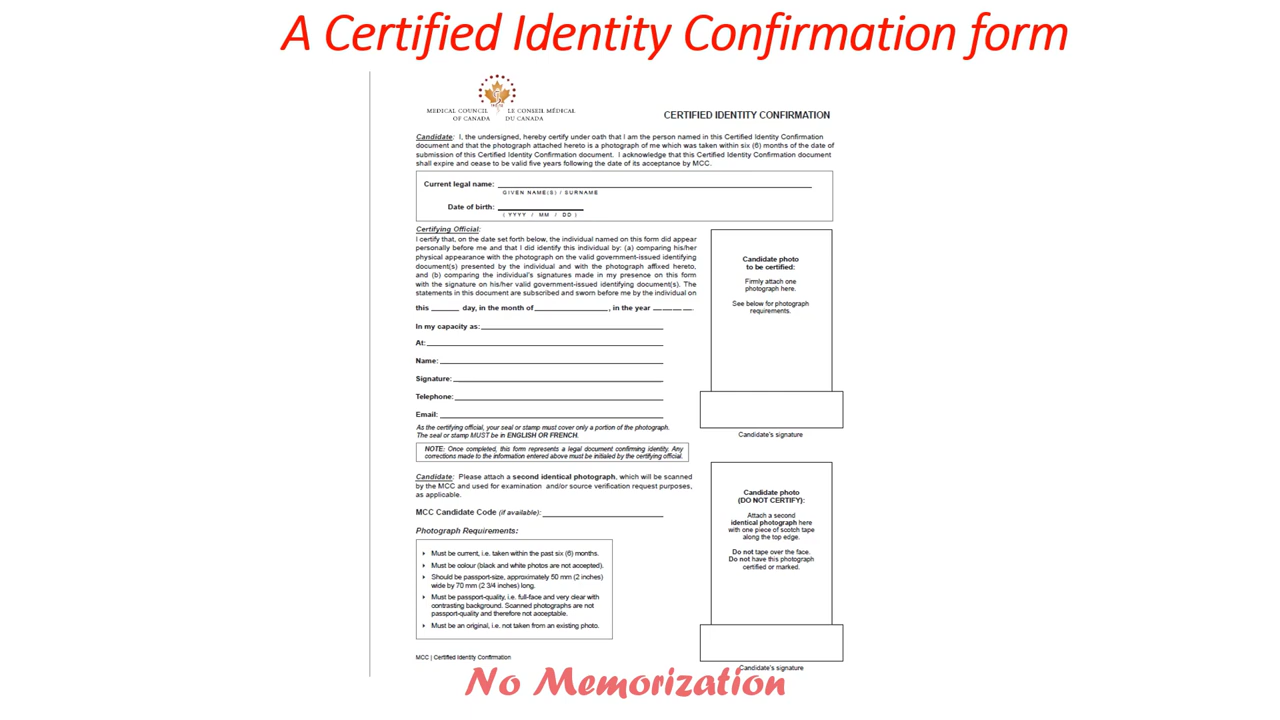 A Certified Identity Confirmation form
MEDICAL COUNCIL LE CONSEIL MÉDICAL
OF CANADA DU CANADA
CERTIFIED IDENTITY CONFIRMATION
Candidate: I, the undersigned, hereby certify under oath that I am the person named in this Certified Identity Confirmation
document and that the photograph attached hereto is a photograph of me which was taken within six (6) months of the date of
submission of this Certified Identity Confirmation document. I acknowledge that this Certified Identity Confirmation document
shall expire and cease to be valid five years following the date of its acceptance by MCC.
Current legal name:
GIVEN NAME(S) / SURNAME
Date of birth:
( YYYY / MM / DD )
Certifying Official:
I certify that, on the date set forth below, the individual named on this form did appear
personally before me and that I did identify this individual by: (a) comparing his/her
physical appearance with the photograph on the valid government-issued identifying
document(s) presented by the individual and with the photograph affixed hereto,
and (b) comparing the individual's signatures made in my presence on this form
with the signature on his/her valid government-issued identifying document(s). The
statements in this document are subscribed and sworn before me by the individual on
this ______ day, in the month of ______________, in the year ________.
In my capacity as:
At:
Name:
Signature:
Telephone:
Email:
As the certifying official, your seal or stamp must cover only a portion of the photograph.
The seal or stamp MUST be in ENGLISH OR FRENCH.
NOTE: Once completed, this form represents a legal document confirming identity. Any
corrections made to the information entered above must be initialed by the certifying official.
Candidate photo
to be certified:
Firmly attach one
photograph here.
See below for photograph
requirements.
Candidate's signature
Candidate: Please attach a second identical photograph, which will be scanned
by the MCC and used for examination and/or source verification request purposes,
as applicable.
MCC Candidate Code (if available):
Photograph Requirements:
Must be current, i.e. taken within the past six (6) months.
Must be colour (black and white photos are not accepted).
Should be passport-size, approximately 50 mm (2 inches)
wide by 70 mm (2 3/4 inches) long.
Must be passport-quality, i.e. full-face and very clear with
contrasting background. Scanned photographs are not
passport-quality and therefore not acceptable.
Must be an original, i.e. not taken from an existing photo.
Candidate photo
(DO NOT CERTIFY):
Attach a second
identical photograph here
with one piece of scotch tape
along the top edge.
Do not tape over the face.
Do not have this photograph
certified or marked.
Candidate's signature
MCC | Certified Identity Confirmation
No Memorization